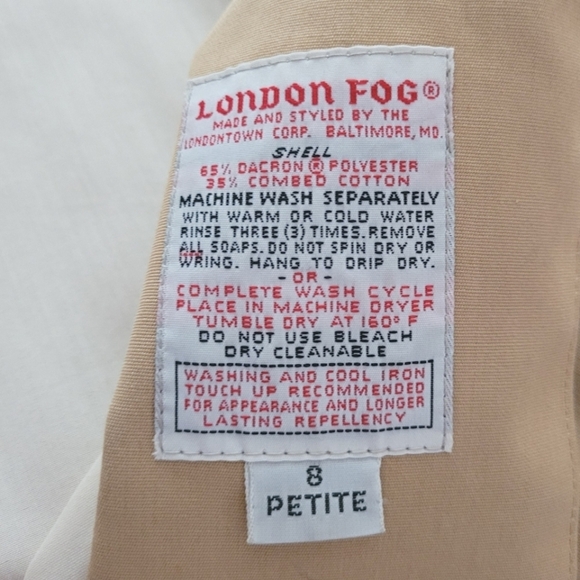 LONDON FOG®
MADE AND STYLED BY THE
LONDONTOWN CORP. BALTIMORE, MD.
SHELL
65% DACRON® POLYESTER
35% COMBED COTTON
MACHINE WASH SEPARATELY
WITH WARM OR COLD WATER
RINSE THREE (3) TIMES. REMOVE
ALL SOAPS. DO NOT SPIN DRY OR
WRING. HANG TO DRIP DRY.
- OR -
COMPLETE WASH CYCLE
PLACE IN MACHINE DRYER
TUMBLE DRY AT 160° F
DO NOT USE BLEACH
DRY CLEANABLE
WASHING AND COOL IRON
TOUCH UP RECOMMENDED
FOR APPEARANCE AND LONGER
LASTING REPELLENCY
8
PETITE